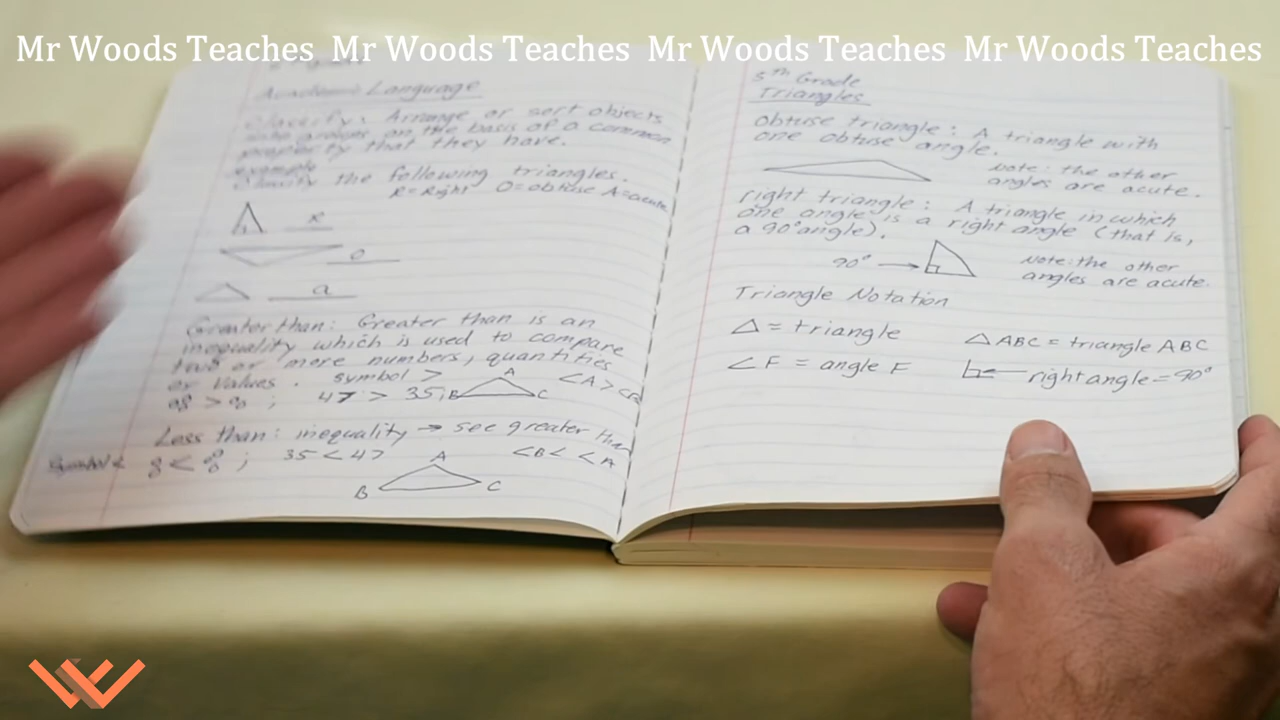 Mr Woods Teaches Mr Woods Teaches Mr Woods Teaches Mr Woods Teaches
Academic Language
Classify: Arrange or sort objects
into groups on the basis of a common
property that they have.
example
Classify the following triangles.
R = Right O = obtuse A = acute
R
O
a
Greater than: Greater than is an
inequality which is used to compare
two or more numbers, quantities
or values. symbol >
A
47 > 35; B C <A >
Less than: inequality → see greater than
Symbol <
35 < 47 A <B < <A
B C
5th Grade
Triangles
obtuse triangle: A triangle with
one obtuse angle.
note: the other
angles are acute.
right triangle: A triangle in which
one angle is a right angle (that is,
a 90° angle).
90° →
note: the other
angles are acute.
Triangle Notation
△ = triangle
△ABC = triangle ABC
∠F = angle F
right angle = 90°